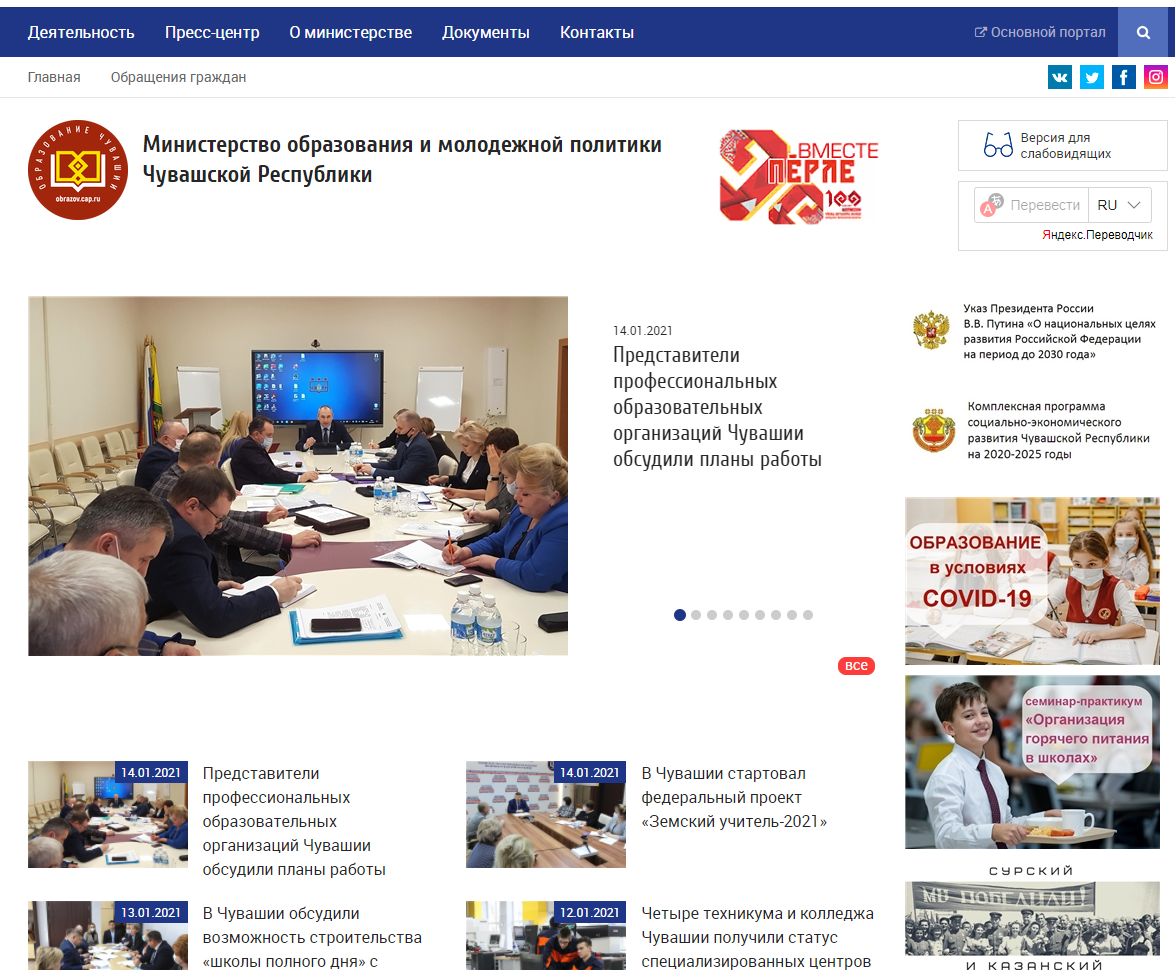 Деятельность
Пресс-центр
О министерстве
Документы
Контакты
Основной портал
Главная
Обращения граждан
ОБРАЗОВАНИЕ ЧУВАШИИ
obrazov.cap.ru
Министерство образования и молодежной политики
Чувашской Республики
ВМЕСТЕ
ПЕРЛЕ
100
Версия для
слабовидящих
Перевести
RU
Яндекс.Переводчик
14.01.2021
Представители
профессиональных
образовательных
организаций Чувашии
обсудили планы работы
все
Указ Президента России
В.В. Путина «О национальных целях
развития Российской Федерации
на период до 2030 года»
Комплексная программа
социально-экономического
развития Чувашской Республики
на 2020-2025 годы
ОБРАЗОВАНИЕ
в условиях
COVID-19
семинар-практикум
«Организация
горячего питания
в школах»
СУРСКИЙ
И КАЗАНСКИЙ
14.01.2021
Представители
профессиональных
образовательных
организаций Чувашии
обсудили планы работы
14.01.2021
В Чувашии стартовал
федеральный проект
«Земский учитель-2021»
13.01.2021
В Чувашии обсудили
возможность строительства
«школы полного дня» с
12.01.2021
Четыре техникума и колледжа
Чувашии получили статус
специализированных центров